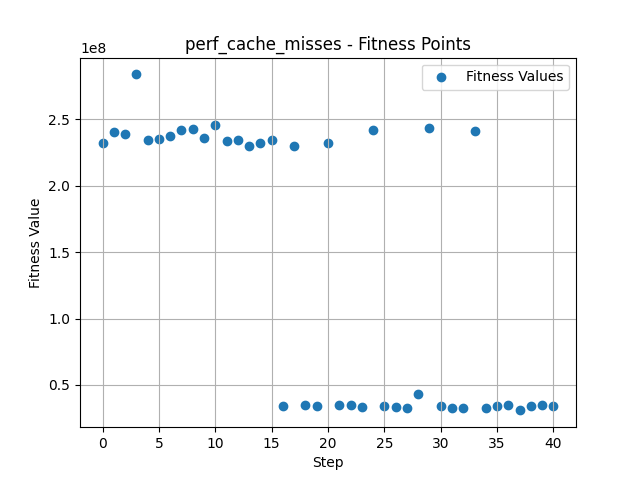 perf_cache_misses - Fitness Points
1e8
Fitness Values
2.5
2.0
1.5
1.0
0.5
Fitness Value
0 5 10 15 20 25 30 35 40
Step